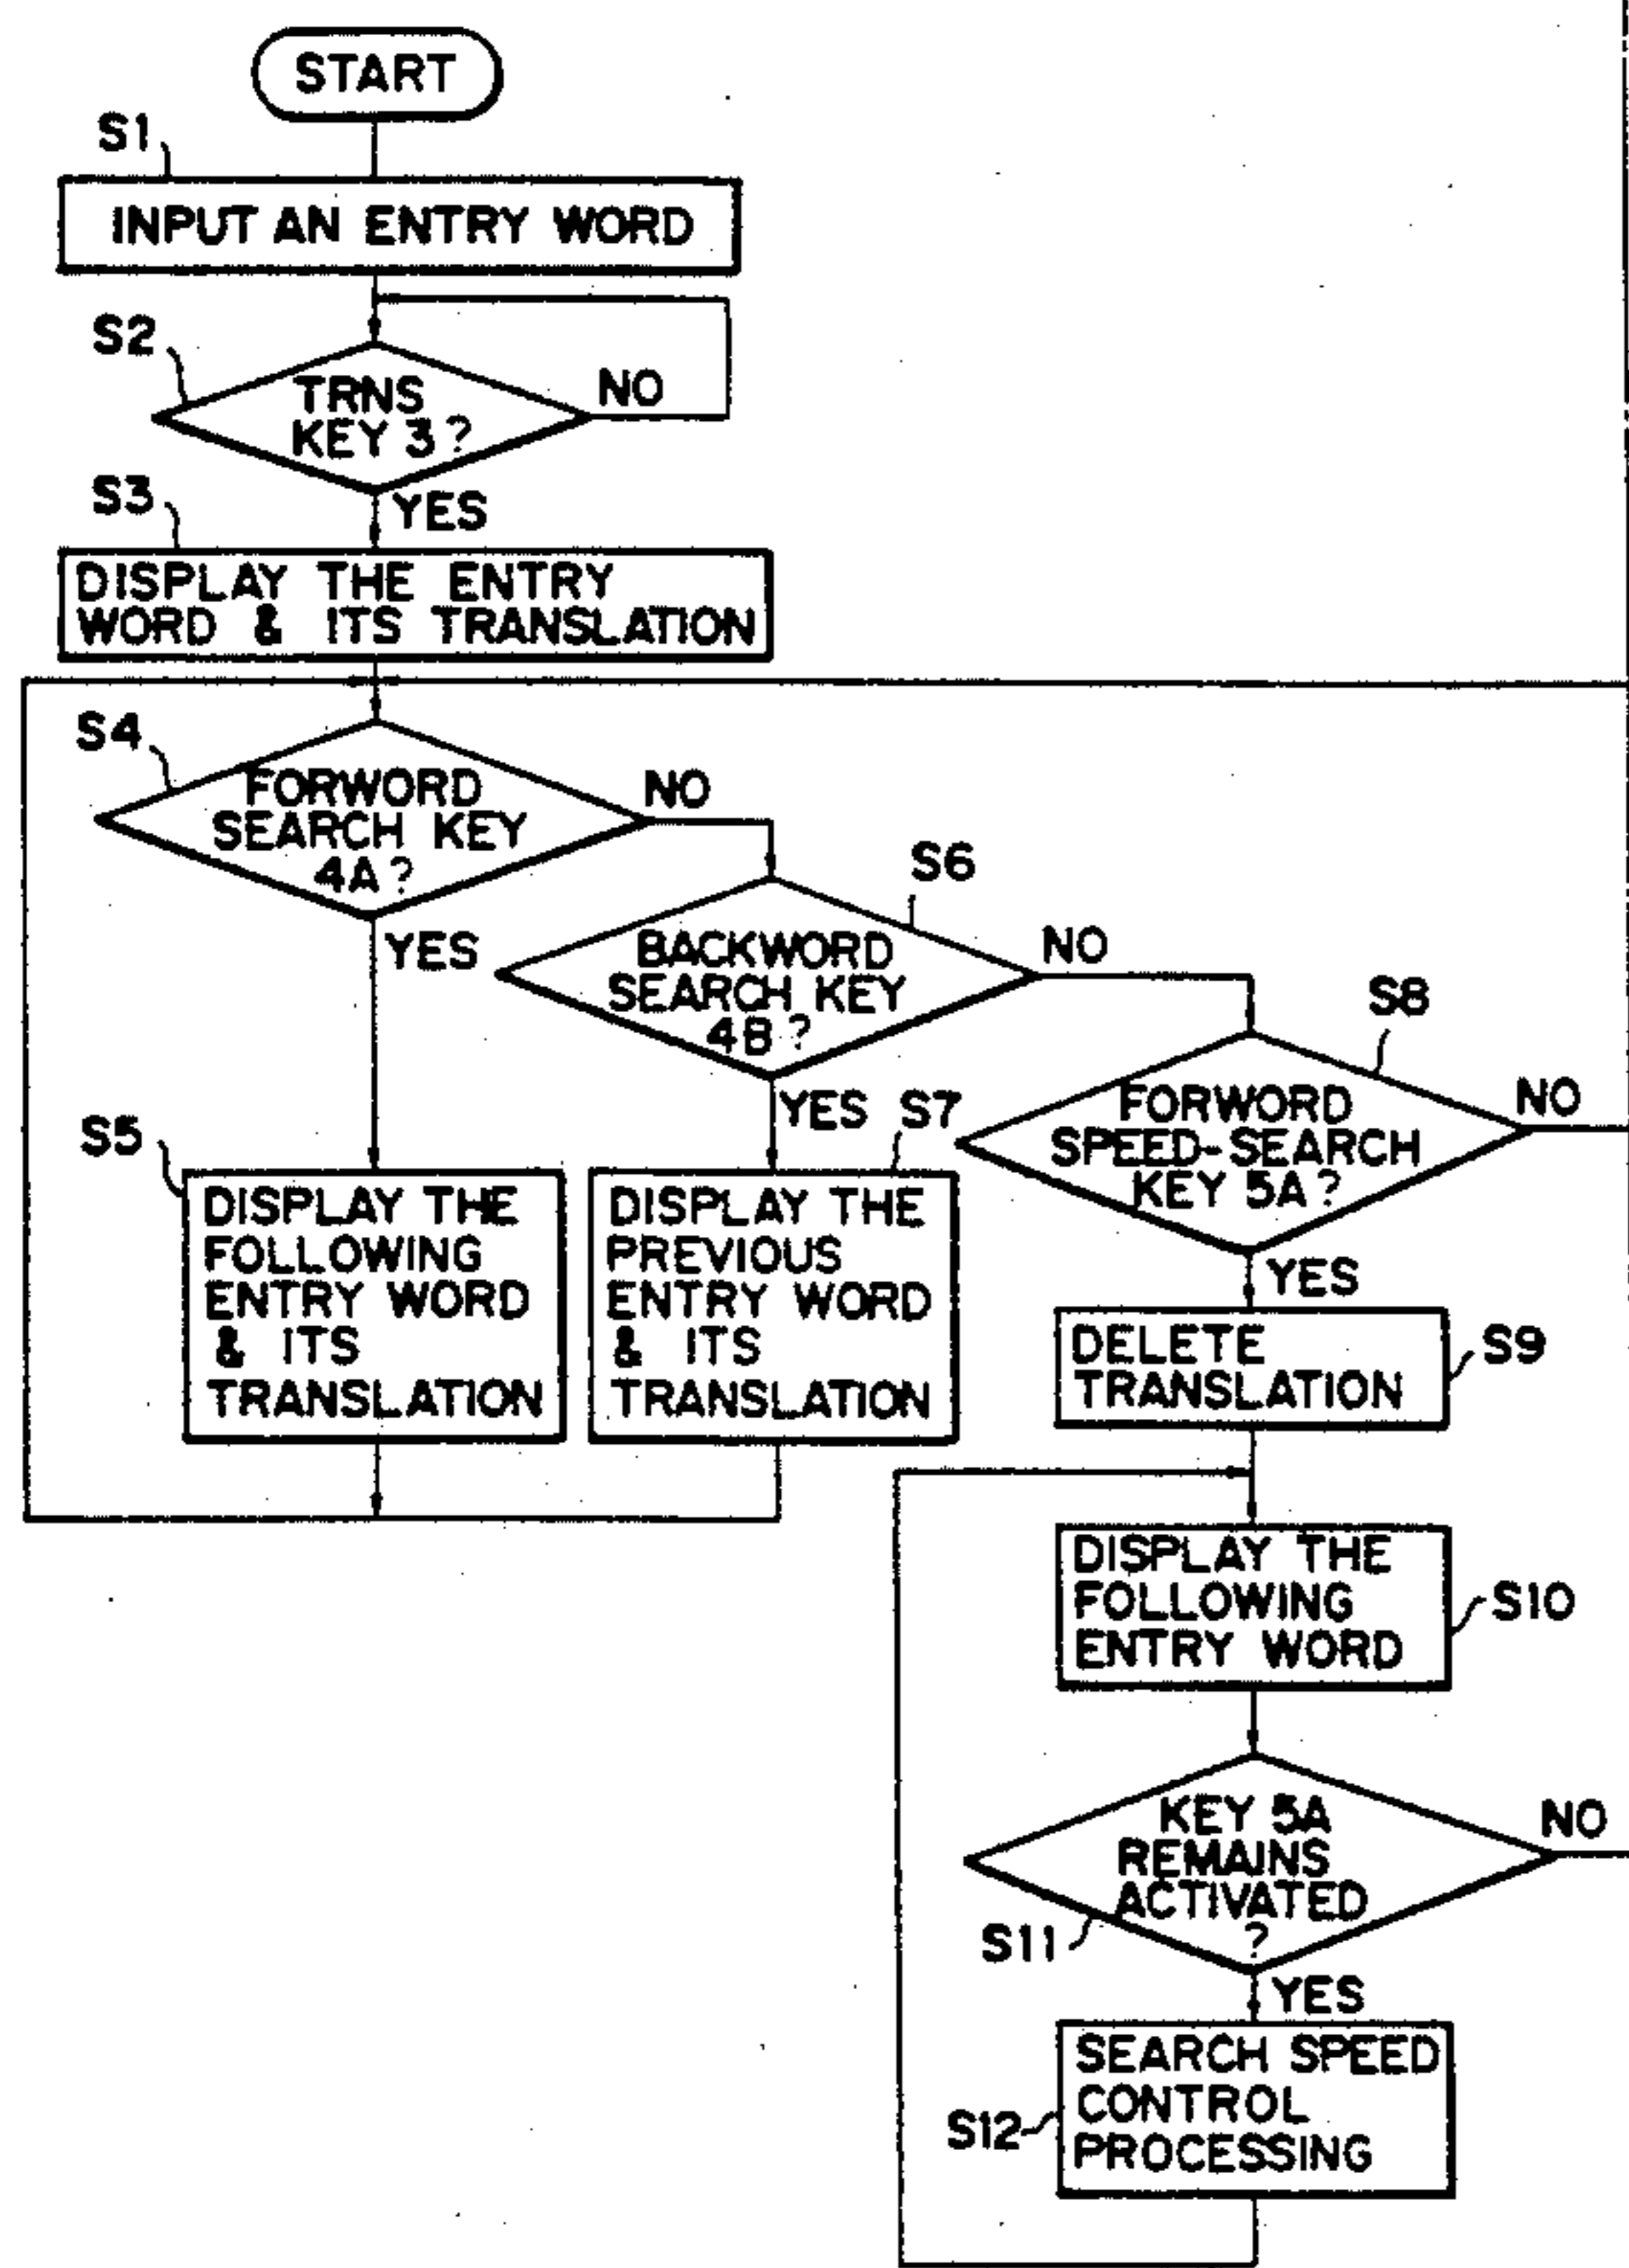 START
S1
INPUT AN ENTRY WORD
S2
TRNS
KEY 3?
NO
YES
S3
DISPLAY THE ENTRY
WORD & ITS TRANSLATION
S4
FORWORD
SEARCH KEY
4A?
NO
YES
S6
BACKWORD
SEARCH KEY
4B?
NO
YES
S8
FORWORD
SPEED-SEARCH
KEY 5A?
NO
YES
S5
DISPLAY THE
FOLLOWING
ENTRY WORD
& ITS
TRANSLATION
S7
DISPLAY THE
PREVIOUS
ENTRY WORD
& ITS
TRANSLATION
DELETE
TRANSLATION
S9
DISPLAY THE
FOLLOWING
ENTRY WORD
S10
KEY 5A
REMAINS
ACTIVATED
?
NO
S11
YES
SEARCH SPEED
CONTROL
PROCESSING
S12